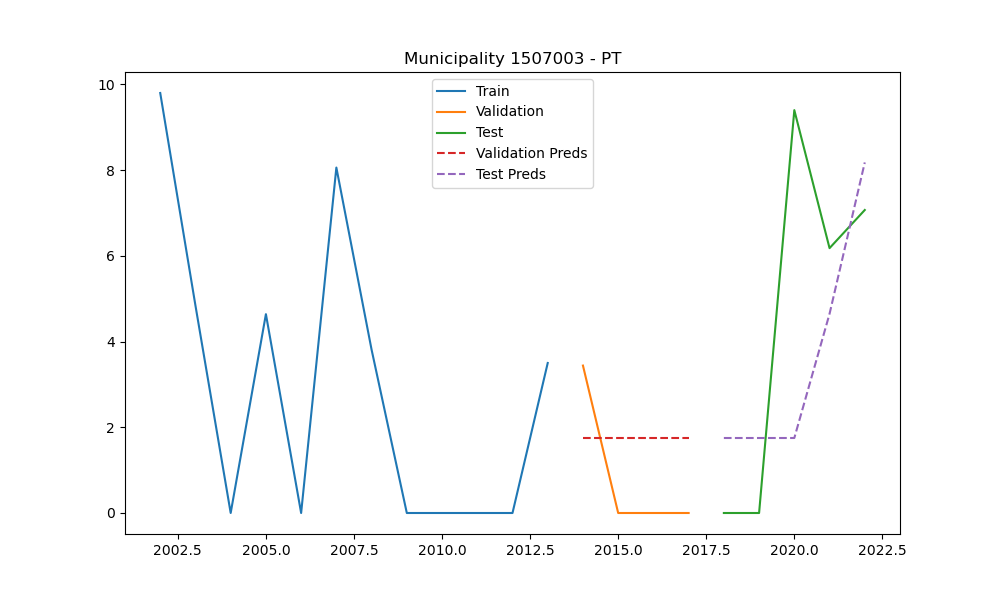 Municipality 1507003 - PT
Train
Validation
Test
Validation Preds
Test Preds
10
8
6
4
2
0
2002.5 2005.0 2007.5 2010.0 2012.5 2015.0 2017.5 2020.0 2022.5